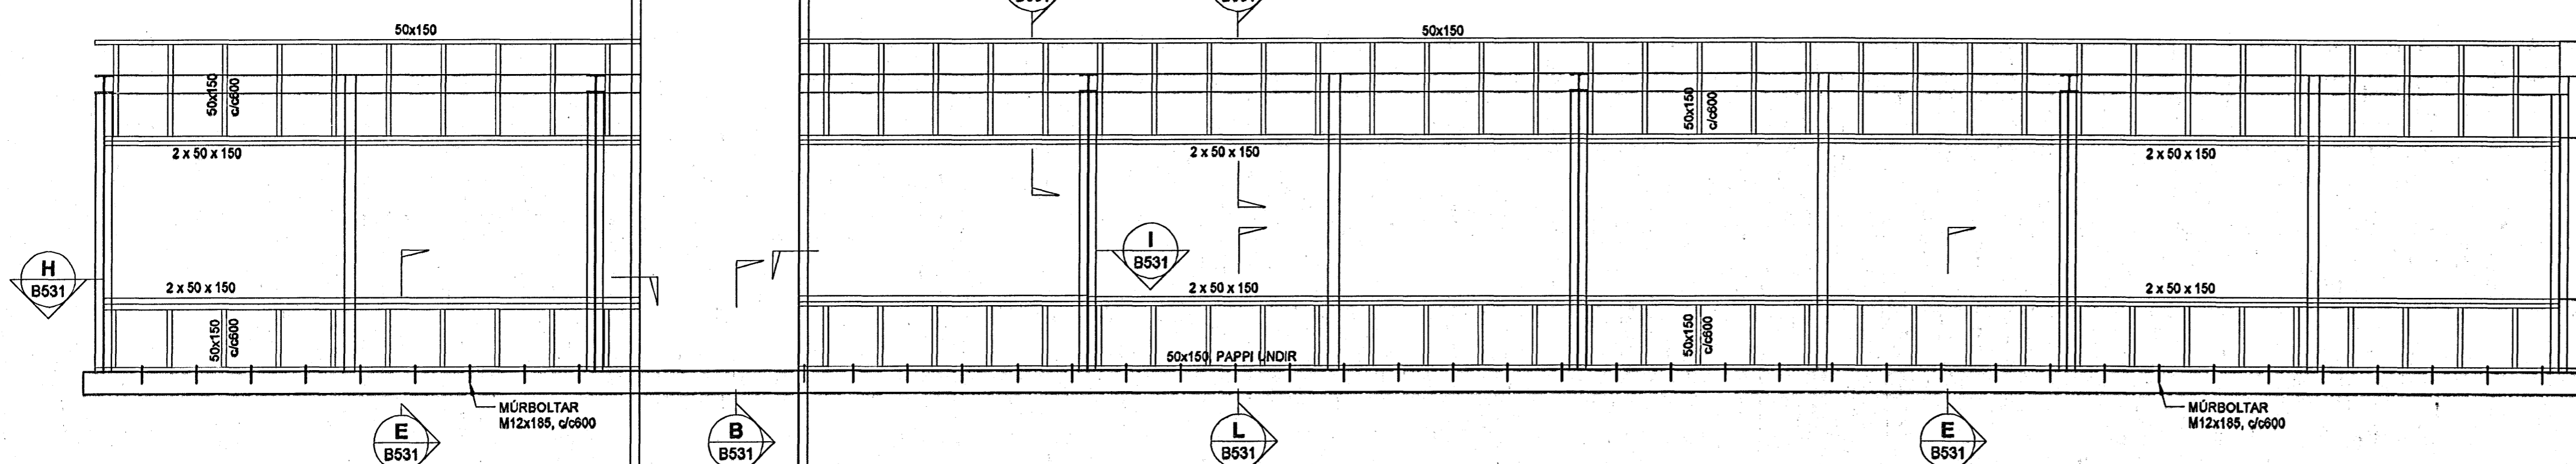 50x150
50x150
50x150
c/c600
50x150
c/c600
2 x 50 x 150
2 x 50 x 150
2 x 50 x 150
H
B531
I
B531
2 x 50 x 150
2 x 50 x 150
2 x 50 x 150
50x150
c/c600
50x150
c/c600
50x150, PAPPI UNDIR
MÚRBOLTAR
M12x185, c/c600
MÚRBOLTAR
M12x185, c/c600
E
B531
B
B531
L
B531
E
B531